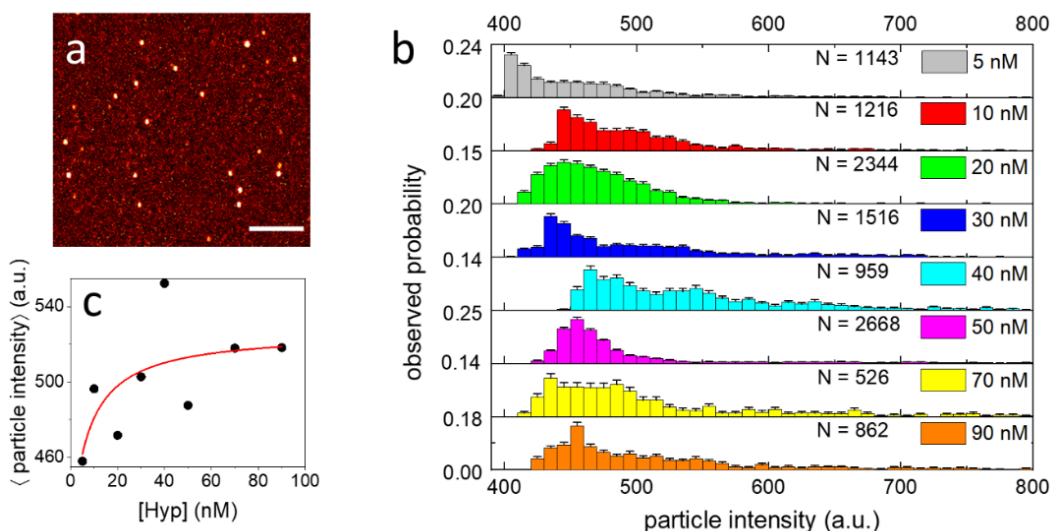 a
b
400 500 600 700 800
0.24
N = 1143 5 nM
0.20
N = 1216 10 nM
0.15
N = 2344 20 nM
0.20
N = 1516 30 nM
0.14
N = 959 40 nM
0.25
N = 2668 50 nM
0.14
N = 526 70 nM
0.18
N = 862 90 nM
0.00
400 500 600 700 800
observed probability
particle intensity (a.u.)
c
540
500
460
0 20 40 60 80 100
⟨ particle intensity⟩ (a.u.)
[Hyp] (nM)